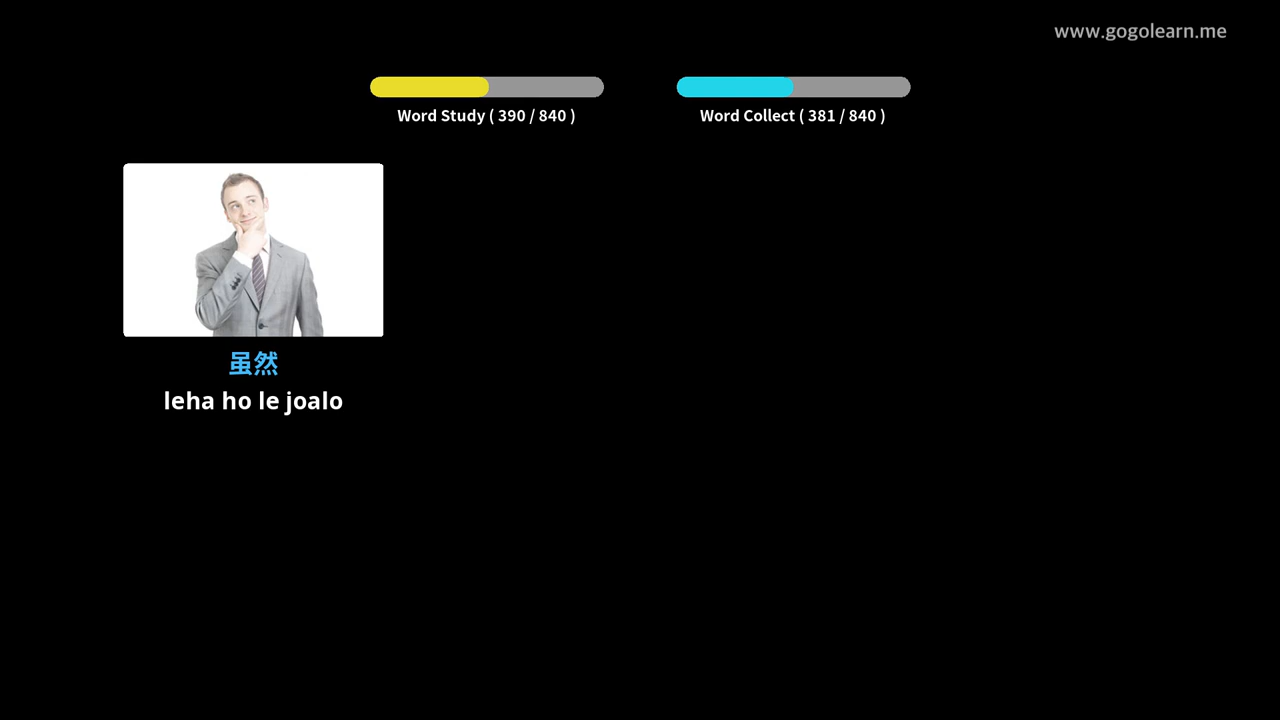 www.gogolearn.me
Word Study ( 390 / 840 )
Word Collect ( 381 / 840 )
虽然
leha ho le joalo